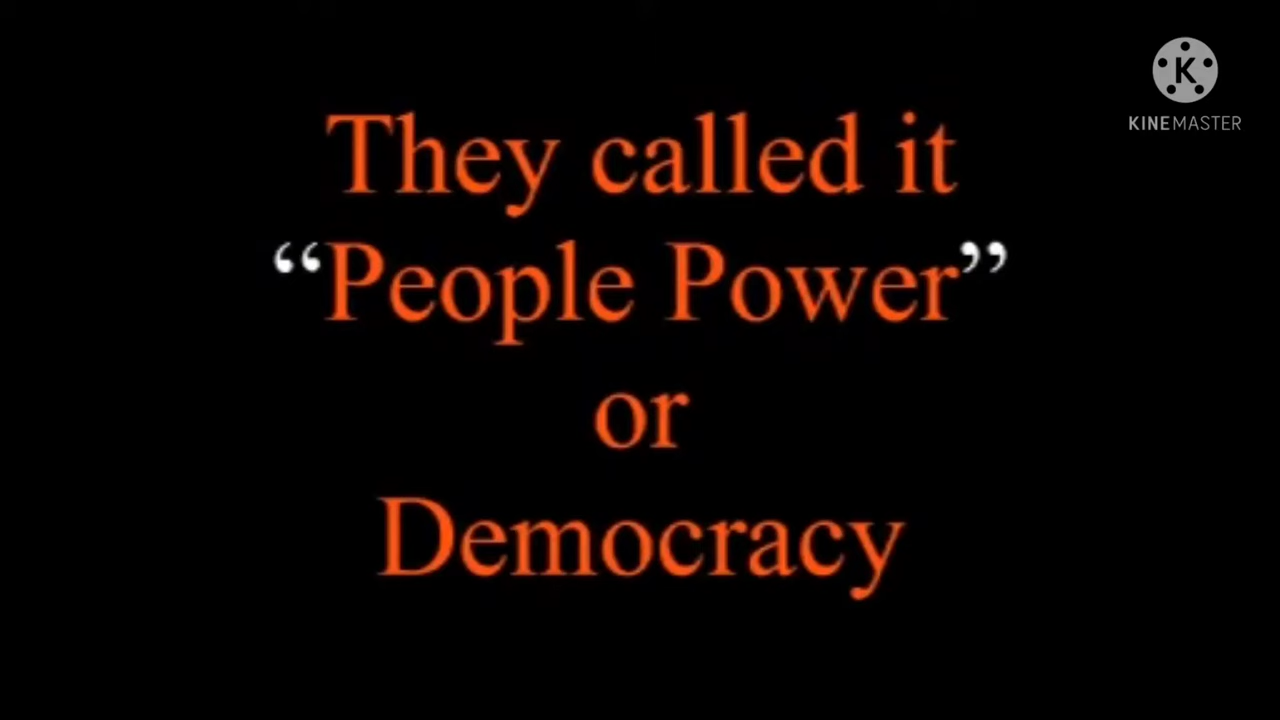 They called it
“People Power”
or
Democracy
K
KINEMASTER